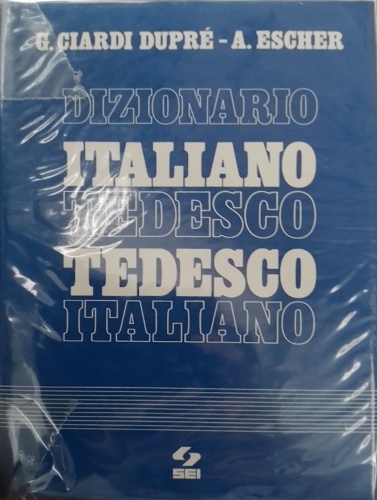 G. CIARDI DUPRÉ - A. ESCHER
DIZIONARIO
ITALIANO
TEDESCO
TEDESCO
ITALIANO
SEI